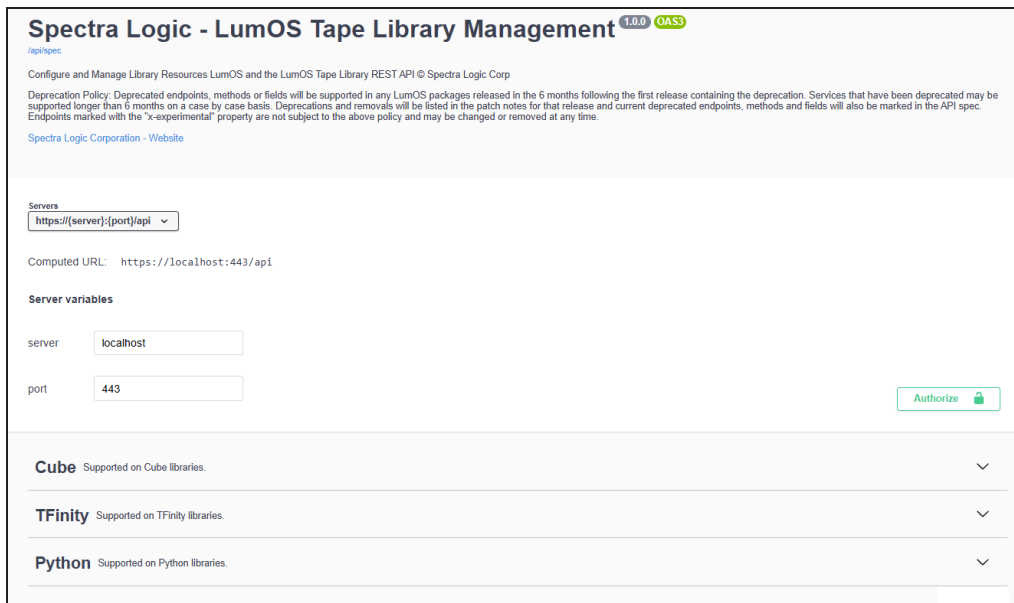 Spectra Logic - LumOS Tape Library Management 1.0.0 OAS3
/api/spec
Configure and Manage Library Resources LumOS and the LumOS Tape Library REST API © Spectra Logic Corp
Deprecation Policy: Deprecated endpoints, methods or fields will be supported in any LumOS packages released in the 6 months following the first release containing the deprecation. Services that have been deprecated may be
supported longer than 6 months on a case by case basis. Deprecations and removals will be listed in the patch notes for that release and current deprecated endpoints, methods and fields will also be marked in the API spec.
Endpoints marked with the "x-experimental" property are not subject to the above policy and may be changed or removed at any time.
Spectra Logic Corporation - Website
Servers
https://{server}:{port}/api
Computed URL: https://localhost:443/api
Server variables
server localhost
port 443
Authorize
Cube Supported on Cube libraries.
TFinity Supported on TFinity libraries.
Python Supported on Python libraries.